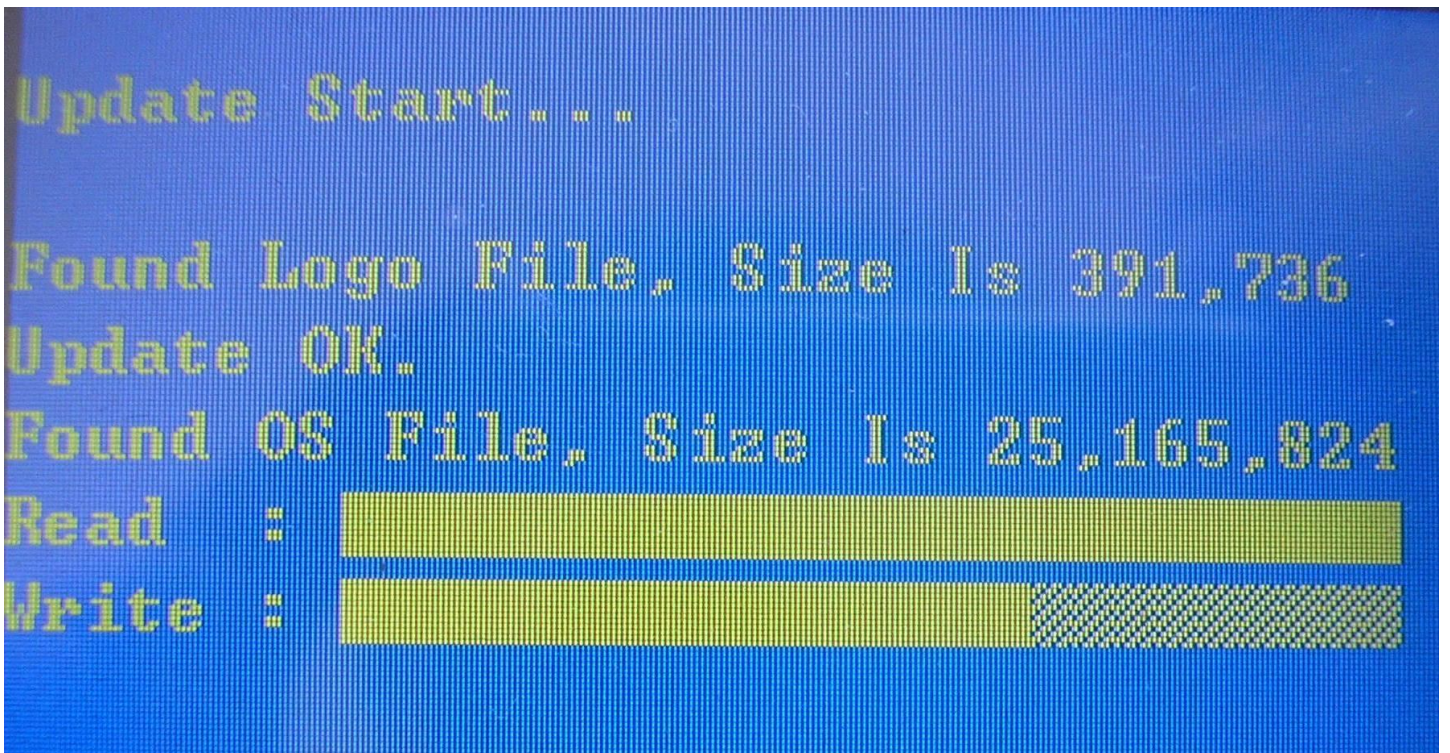 Update Start...
Found Logo File, Size Is 391,736
Update OK.
Found OS File, Size Is 25,165,824
Read :
Write :